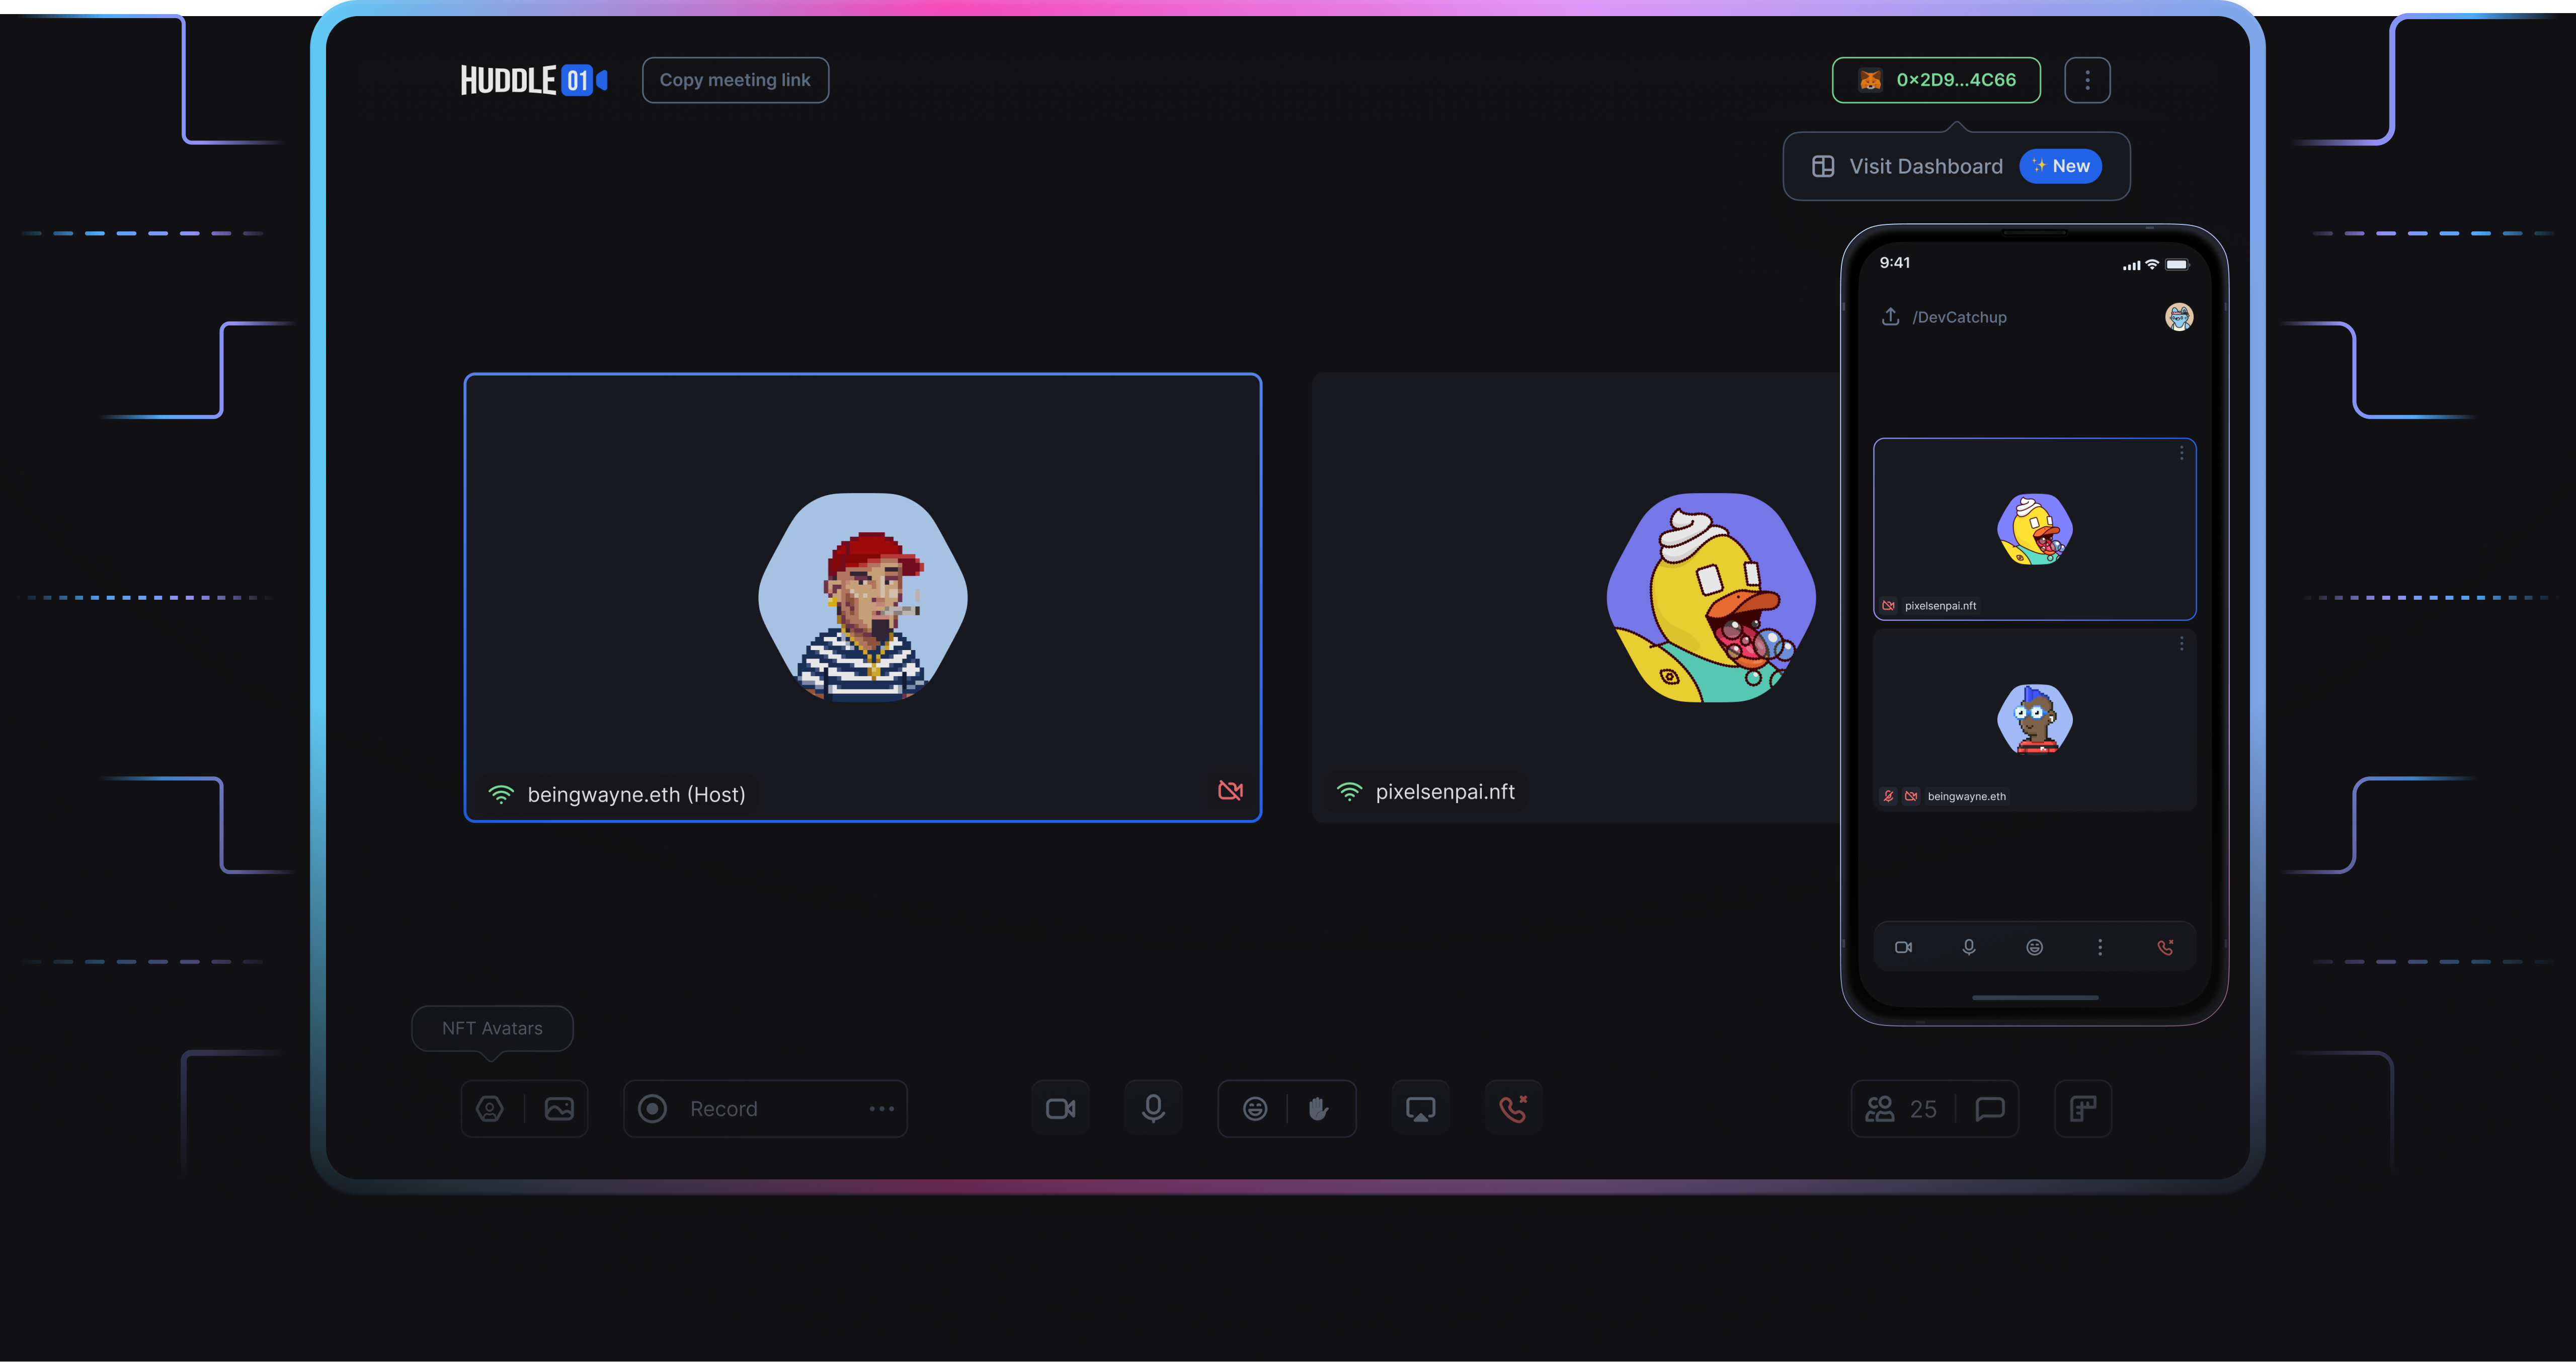 HUDDLE 01
Copy meeting link
0×2D9...4C66
Visit Dashboard
✨ New
9:41
/DevCatchup
pixelsenpai.nft
beingwayne.eth
beingwayne.eth (Host)
pixelsenpai.nft
NFT Avatars
Record
25